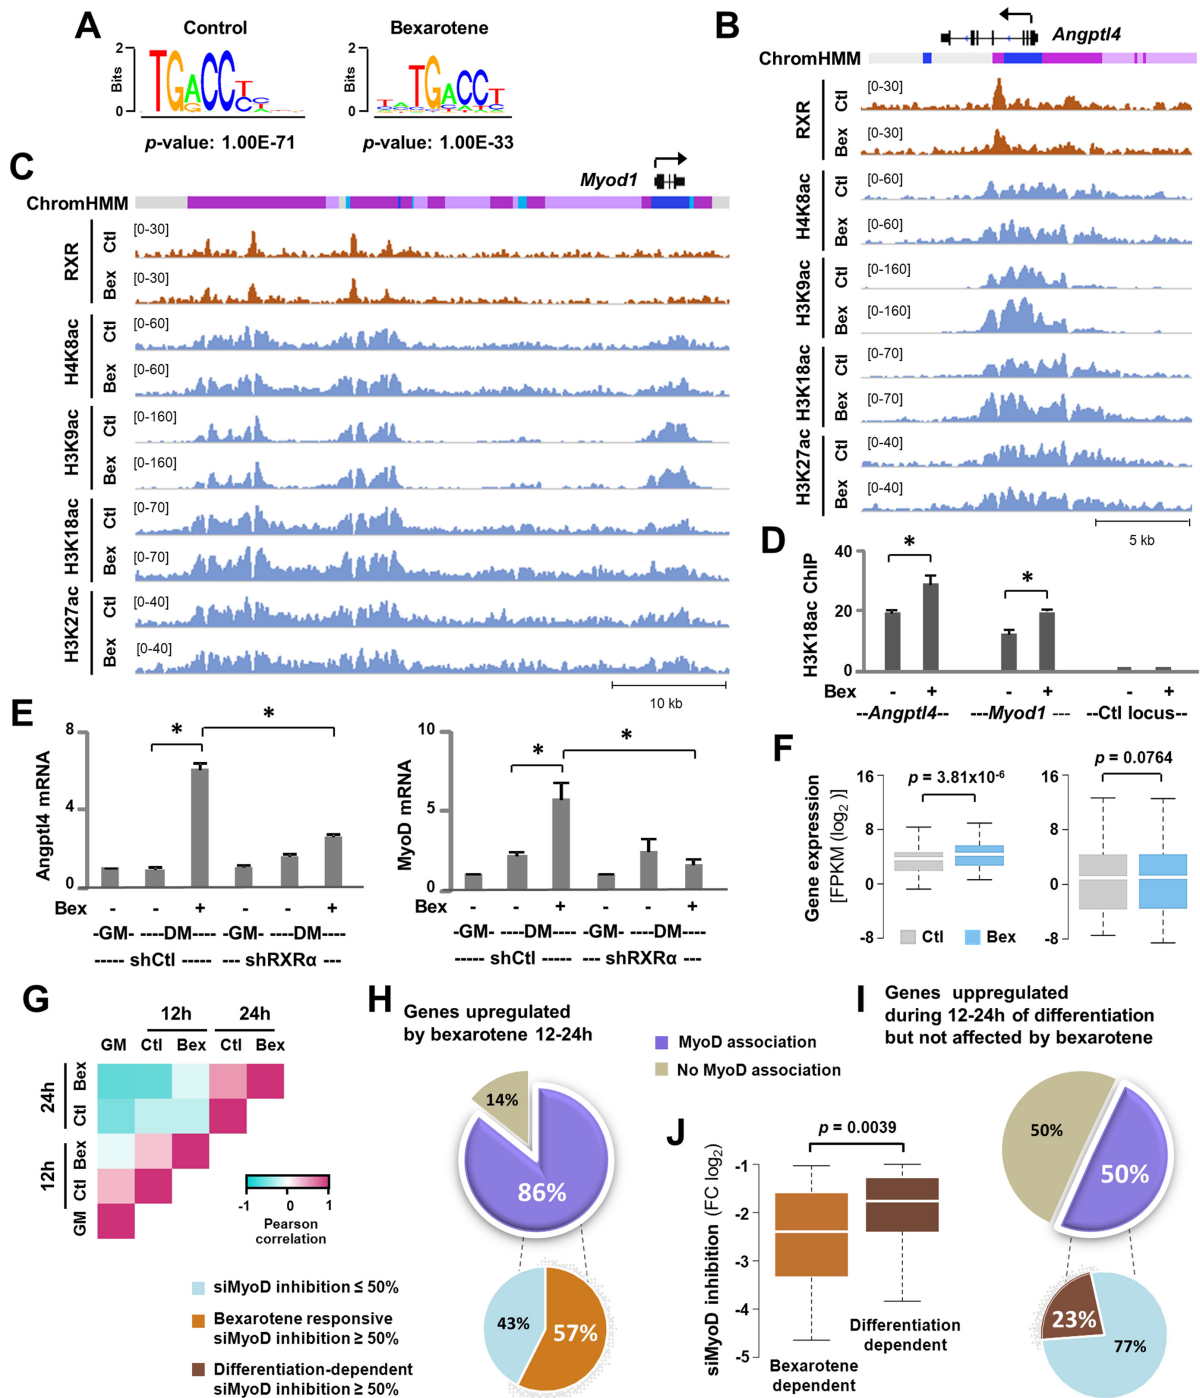 A
Control
Bexarotene
Bits
2
0
TGACCT
Bits
2
0
TGACCT
p-value: 1.00E-71
p-value: 1.00E-33
B
Angptl4
ChromHMM
RXR
Ctl
[0-30]
Bex
[0-30]
H4K8ac
Ctl
[0-60]
Bex
[0-60]
H3K9ac
Ctl
[0-160]
Bex
[0-160]
H3K18ac
Ctl
[0-70]
Bex
[0-70]
H3K27ac
Ctl
[0-40]
Bex
[0-40]
5 kb
C
Myod1
ChromHMM
RXR
Ctl
[0-30]
Bex
[0-30]
H4K8ac
Ctl
[0-60]
Bex
[0-60]
H3K9ac
Ctl
[0-160]
Bex
[0-160]
H3K18ac
Ctl
[0-70]
Bex
[0-70]
H3K27ac
Ctl
[0-40]
Bex
[0-40]
10 kb
D
H3K18ac ChIP
40
20
0
*
*
Bex - + - + - +
--Angptl4-- ---Myod1 --- --Ctl locus--
E
Angptl4 mRNA
8
4
0
*
*
Bex - - + - - +
-GM- ----DM---- -GM- ----DM----
----- shCtl ----- --- shRXRα ---
MyoD mRNA
10
5
0
*
*
Bex - - + - - +
-GM- ----DM---- -GM- ----DM----
----- shCtl ----- --- shRXRα ---
F
Gene expression
[FPKM (log2 )]
p = 3.81x10-6
16
8
0
-8
Ctl
Bex
p = 0.0764
16
8
0
-8
G
12h 24h
GM Ctl Bex Ctl Bex
24h
Bex
Ctl
12h
Bex
Ctl
GM
-1 0 1
Pearson
correlation
H
Genes upregulated
by bexarotene 12-24h
14%
86%
43%
57%
MyoD association
No MyoD association
siMyoD inhibition ≤ 50%
Bexarotene responsive
siMyoD inhibition ≥ 50%
Differentiation-dependent
siMyoD inhibition ≥ 50%
I
Genes uppregulated
during 12-24h of differentiation
but not affected by bexarotene
50%
50%
23%
77%
J
p = 0.0039
siMyoD inhibition (FC log2)
-1
-2
-3
-4
-5
Bexarotene
dependent
Differentiation
dependent